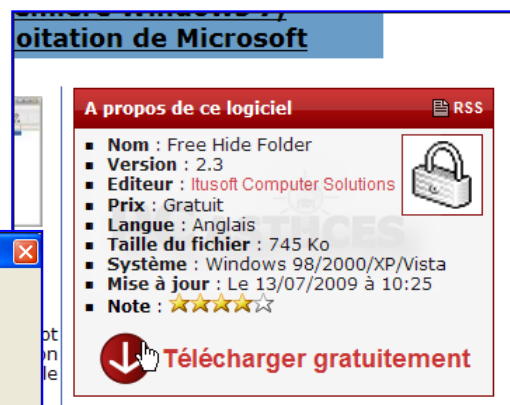 oitation de Microsoft
A propos de ce logiciel RSS
Nom : Free Hide Folder
Version : 2.3
Editeur : Itusoft Computer Solutions
Prix : Gratuit
Langue : Anglais
Taille du fichier : 745 Ko
Système : Windows 98/2000/XP/Vista
Mise à jour : Le 13/07/2009 à 10:25
Note :
Télécharger gratuitement